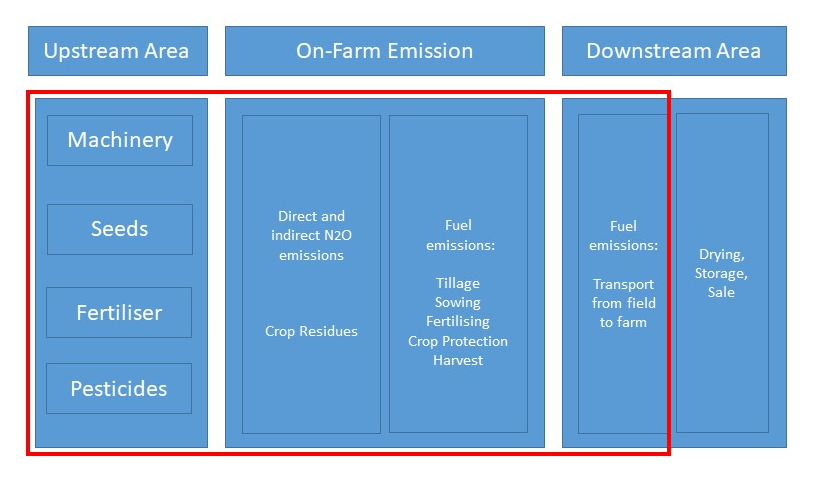 Upstream Area
On-Farm Emission
Downstream Area
Machinery
Seeds
Fertiliser
Pesticides
Direct and
indirect N2O
emissions
Crop Residues
Fuel
emissions:
Tillage
Sowing
Fertilising
Crop Protection
Harvest
Fuel
emissions:
Transport
from field
to farm
Drying,
Storage,
Sale